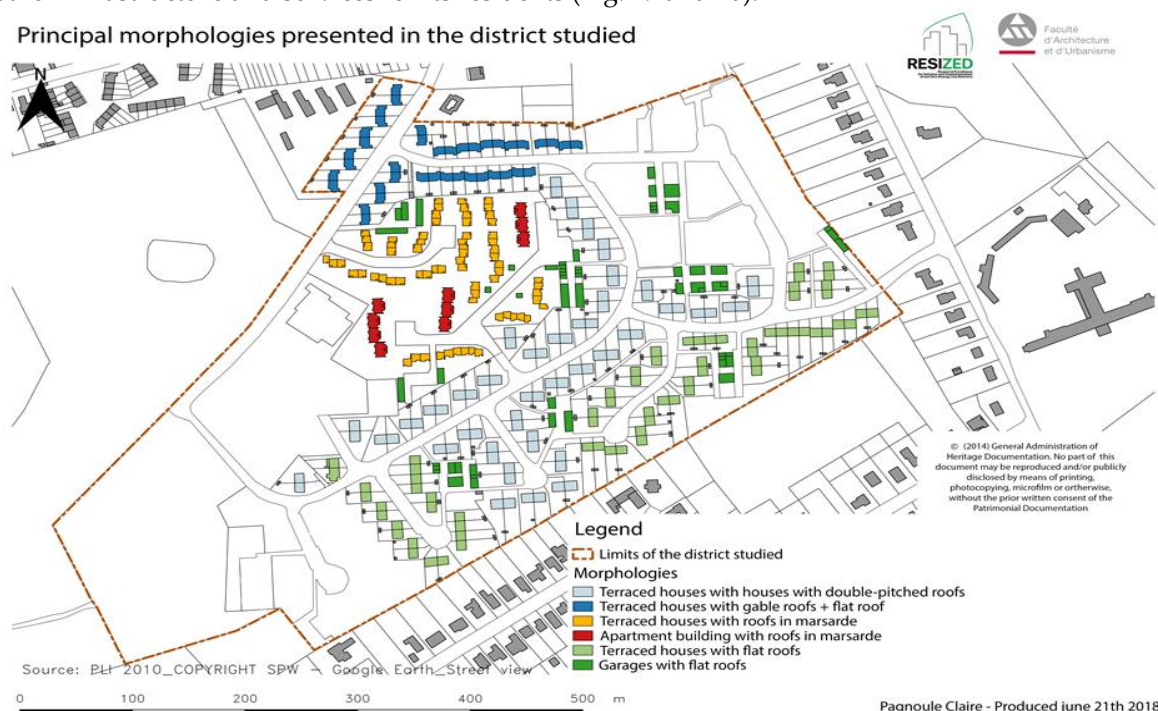 Principal morphologies presented in the district studied
RESIZED
Faculté
d'Architecture
et d'Urbanisme
N
© (2014) General Administration of
Heritage Documentation. No part of this
document may be reproduced and/or publicly
disclosed by means of printing,
photocopying, microfilm or ortherwise,
without the prior written consent of the
Patrimonial Documentation
Legend
Limits of the district studied
Morphologies
Terraced houses with houses with double-pitched roofs
Terraced houses with gable roofs + flat roof
Terraced houses with roofs in marsarde
Apartment building with roofs in marsarde
Terraced houses with flat roofs
Garages with flat roofs
Source: PLI 2010_COPYRIGHT SPW – Google Earth_Street view
0 100 200 300 400 500 m
Pagnoule Claire - Produced june 21th 2018